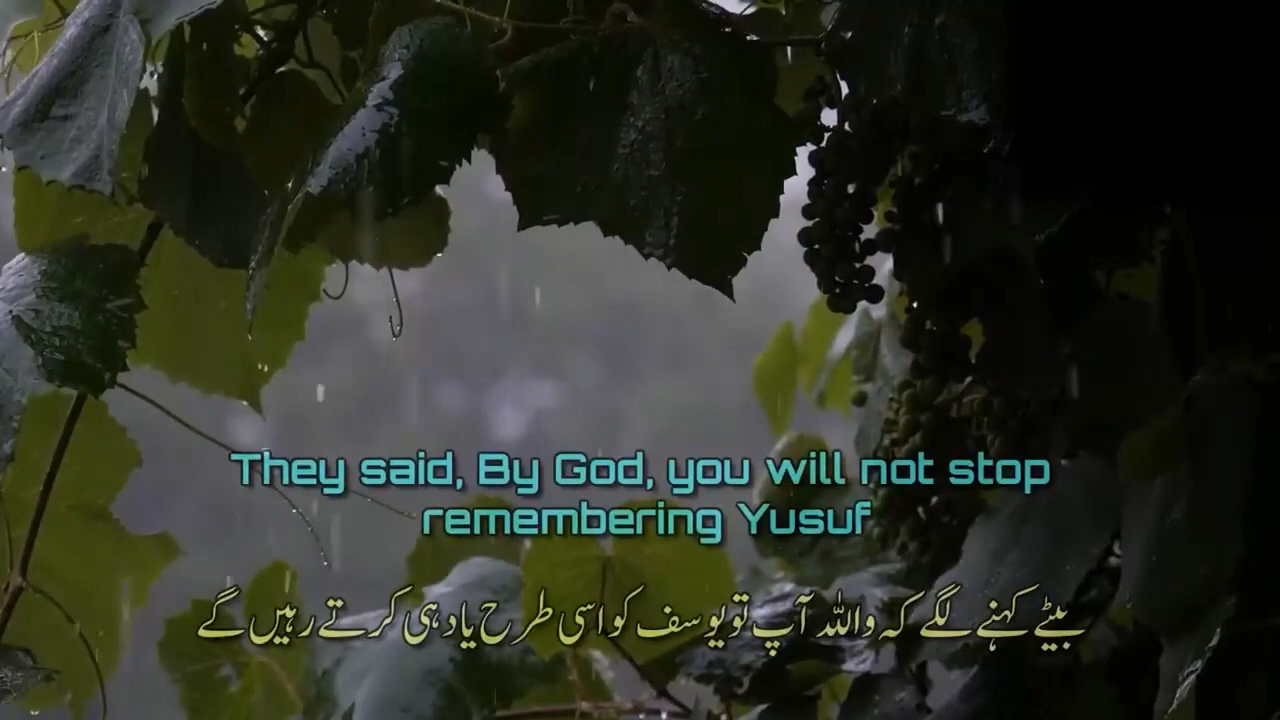 They said, By God, you will not stop
remembering Yusuf
بیٹے کہنے لگے کہ واللہ آپ تو یوسف کو اسی طرح یاد ہی کرتے رہیں گے